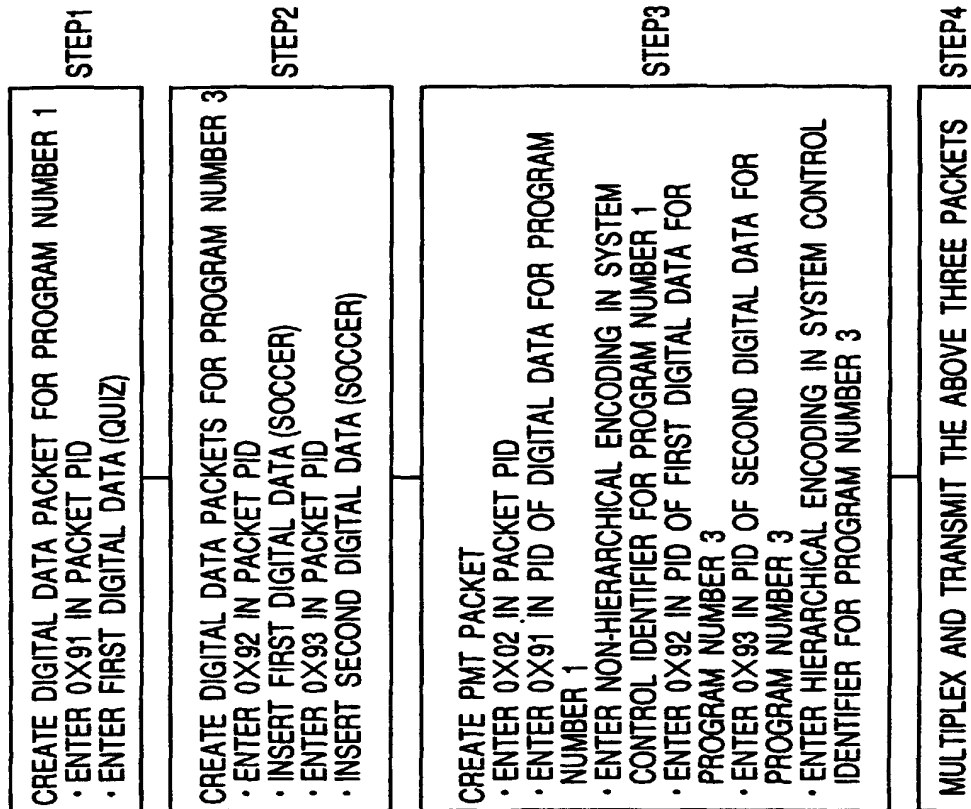 STEP1
CREATE DIGITAL DATA PACKET FOR PROGRAM NUMBER 1
· ENTER 0X91 IN PACKET PID
· ENTER FIRST DIGITAL DATA (QUIZ)
STEP2
CREATE DIGITAL DATA PACKETS FOR PROGRAM NUMBER 3
· ENTER 0X92 IN PACKET PID
· INSERT FIRST DIGITAL DATA (SOCCER)
· ENTER 0X93 IN PACKET PID
· INSERT SECOND DIGITAL DATA (SOCCER)
STEP3
CREATE PMT PACKET
· ENTER 0X02 IN PACKET PID
· ENTER 0X91 IN PID OF DIGITAL DATA FOR PROGRAM
NUMBER 1
· ENTER NON-HIERARCHICAL ENCODING IN SYSTEM
CONTROL IDENTIFIER FOR PROGRAM NUMBER 1
· ENTER 0X92 IN PID OF FIRST DIGITAL DATA FOR
PROGRAM NUMBER 3
· ENTER 0X93 IN PID OF SECOND DIGITAL DATA FOR
PROGRAM NUMBER 3
· ENTER HIERARCHICAL ENCODING IN SYSTEM CONTROL
IDENTIFIER FOR PROGRAM NUMBER 3
STEP4
MULTIPLEX AND TRANSMIT THE ABOVE THREE PACKETS